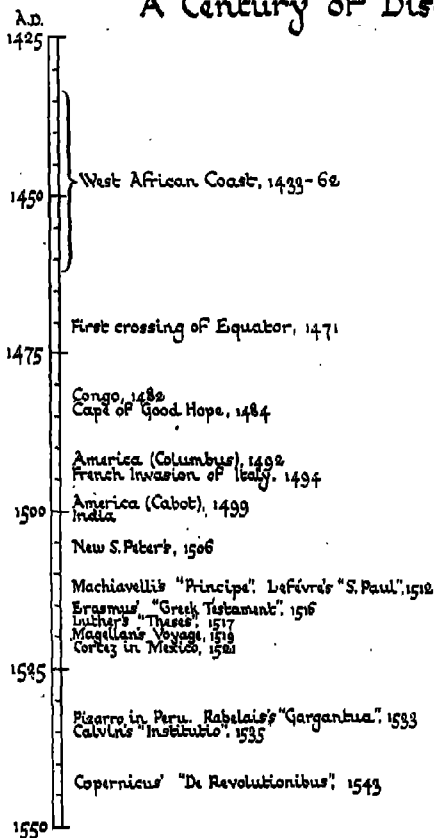 A Century of Dis
A.D.
1425
West African Coast, 1433-62
1450
First crossing of Equator, 1471
1475
Congo, 1482
Cape of Good Hope, 1484
America (Columbus), 1492
French Invasion of Italy, 1494
America (Cabot), 1499
1500
India
New S. Peter's, 1506
Machiavelli's "Principe". Lefévre's "S. Paul", 1512
Erasmus' "Greek Testament", 1516
Luther's "Theses", 1517
Magellan's Voyage, 1519
Cortez in Mexico, 1521
1525
Pizarro in Peru. Rabelais's "Gargantua", 1533
Calvin's "Institutio", 1535
Copernicus' "De Revolutionibus", 1543
1550